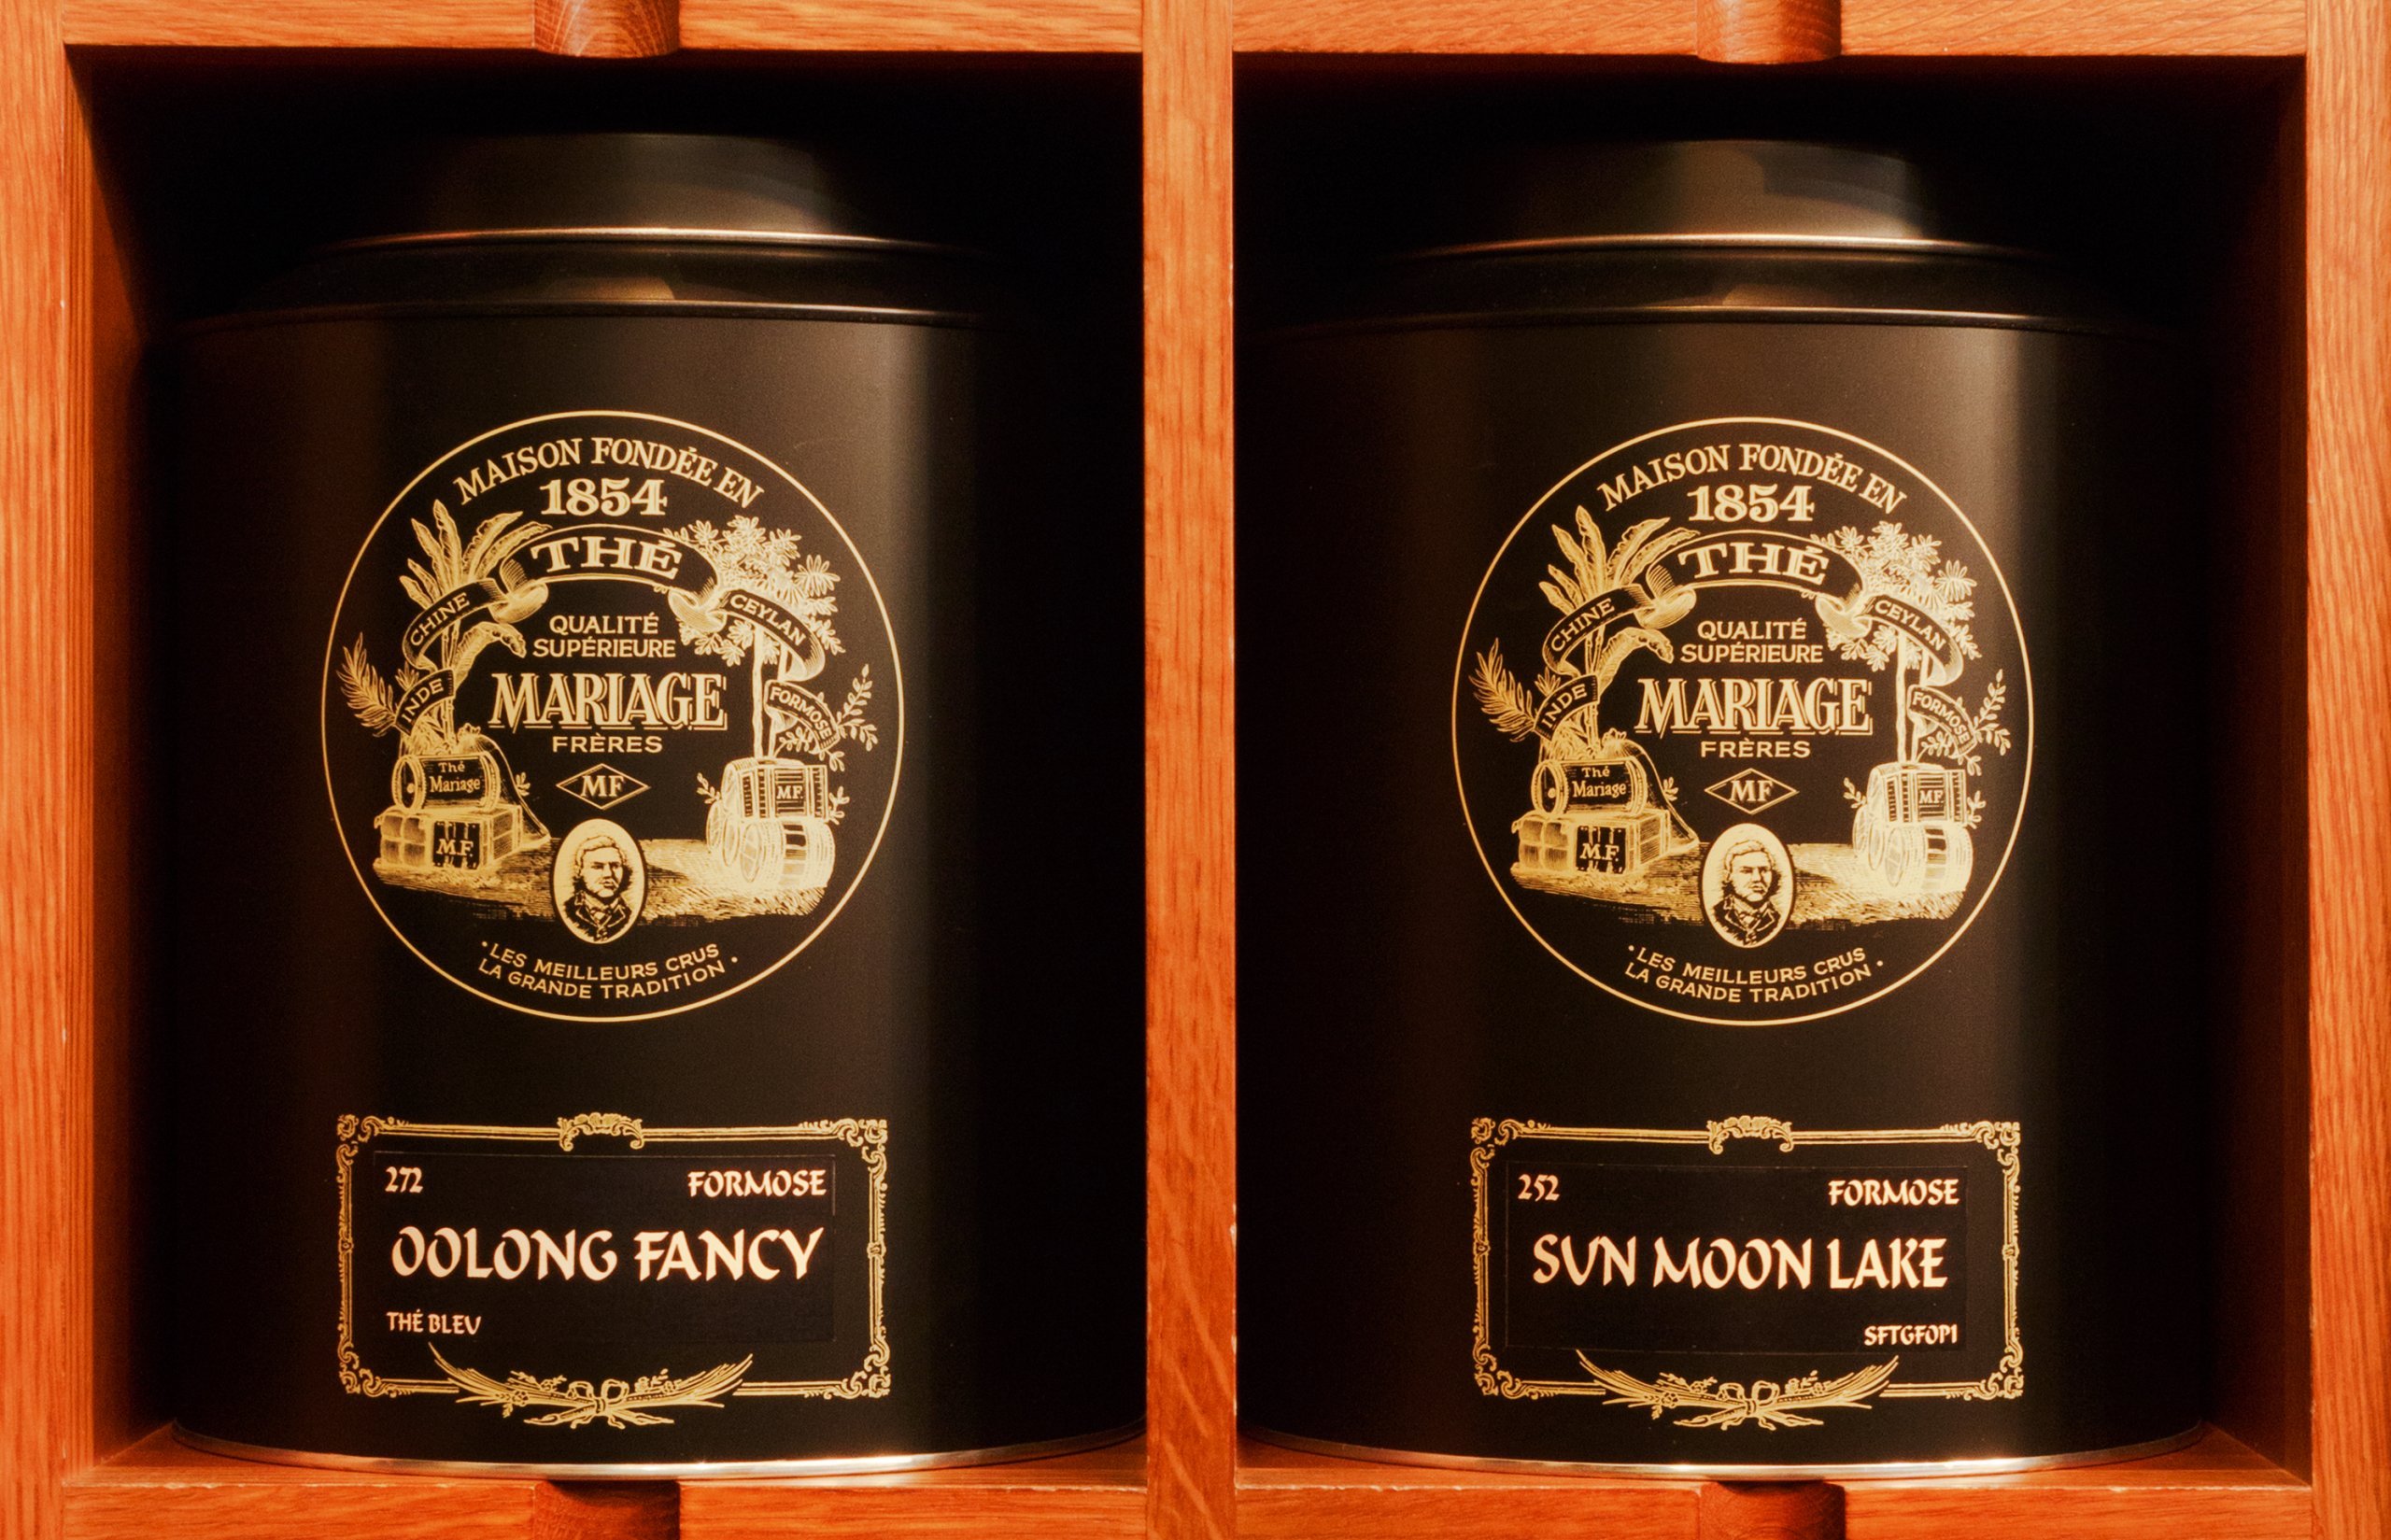 MAISON FONDÉE EN
1854
THÉ
CHINE
CEYLAN
QUALITÉ
SUPÉRIEURE
INDE
FORMOSE
MARIAGE
FRÈRES
MF
Thé
Mariage
MF
M.F
LES MEILLEURS CRUS
LA GRANDE TRADITION
272 FORMOSE
OOLONG FANCY
THÉ BLEU
MAISON FONDÉE EN
1854
THÉ
CHINE
CEYLAN
QUALITÉ
SUPÉRIEURE
INDE
FORMOSE
MARIAGE
FRÈRES
MF
Thé
Mariage
MF
M.F.
LES MEILLEURS CRUS
LA GRANDE TRADITION
252 FORMOSE
SUN MOON LAKE
SFTGFOP1